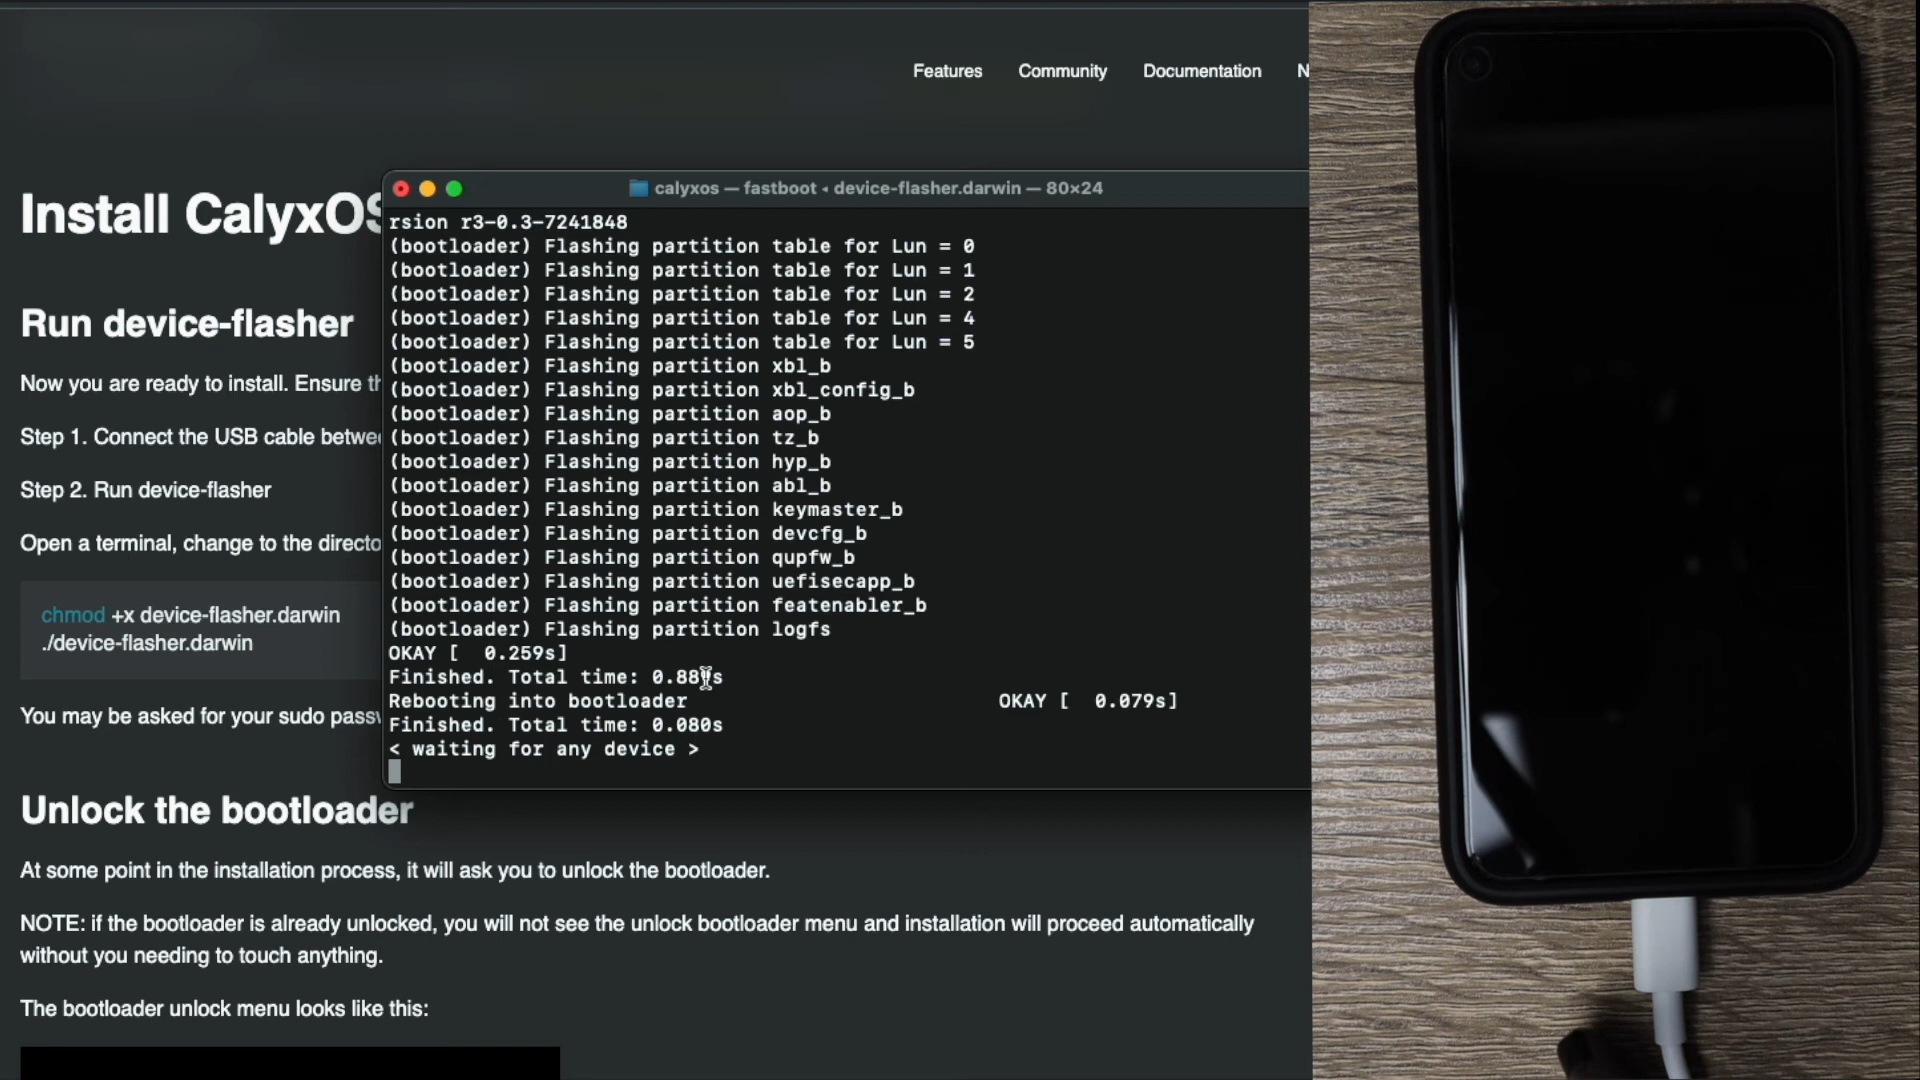 Features
Community
Documentation
N
Install CalyxOS
Run device-flasher
Now you are ready to install. Ensure th
Step 1. Connect the USB cable betwee
Step 2. Run device-flasher
Open a terminal, change to the directo
chmod +x device-flasher.darwin
./device-flasher.darwin
You may be asked for your sudo passw
calyxos — fastboot ◂ device-flasher.darwin — 80×24
rsion r3-0.3-7241848
(bootloader) Flashing partition table for Lun = 0
(bootloader) Flashing partition table for Lun = 1
(bootloader) Flashing partition table for Lun = 2
(bootloader) Flashing partition table for Lun = 4
(bootloader) Flashing partition table for Lun = 5
(bootloader) Flashing partition xbl_b
(bootloader) Flashing partition xbl_config_b
(bootloader) Flashing partition aop_b
(bootloader) Flashing partition tz_b
(bootloader) Flashing partition hyp_b
(bootloader) Flashing partition abl_b
(bootloader) Flashing partition keymaster_b
(bootloader) Flashing partition devcfg_b
(bootloader) Flashing partition qupfw_b
(bootloader) Flashing partition uefisecapp_b
(bootloader) Flashing partition featenabler_b
(bootloader) Flashing partition logfs
OKAY [ 0.259s]
Finished. Total time:
Rebooting into bootloader OKAY [ 0.079s]
Finished. Total time: 0.080s
< waiting for any device >
Unlock the bootloader
At some point in the installation process, it will ask you to unlock the bootloader.
NOTE: if the bootloader is already unlocked, you will not see the unlock bootloader menu and installation will proceed automatically
without you needing to touch anything.
The bootloader unlock menu looks like this: